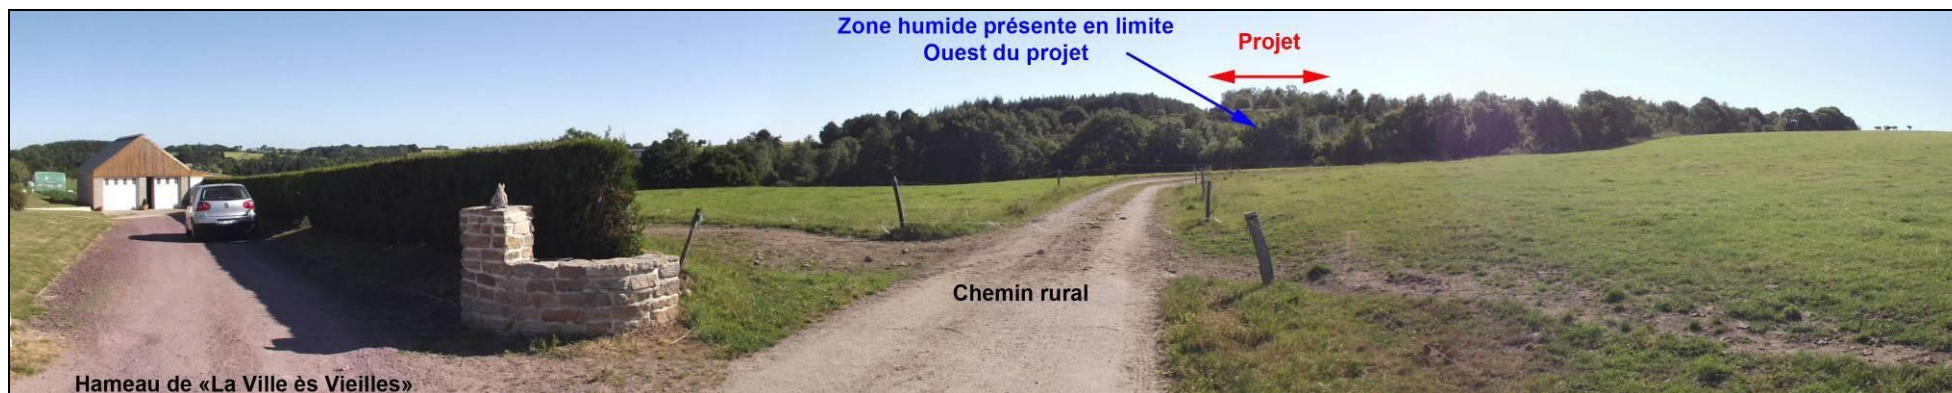 Zone humide présente en limite
Ouest du projet
Projet
Chemin rural
Hameau de «La Ville ès Vieilles»